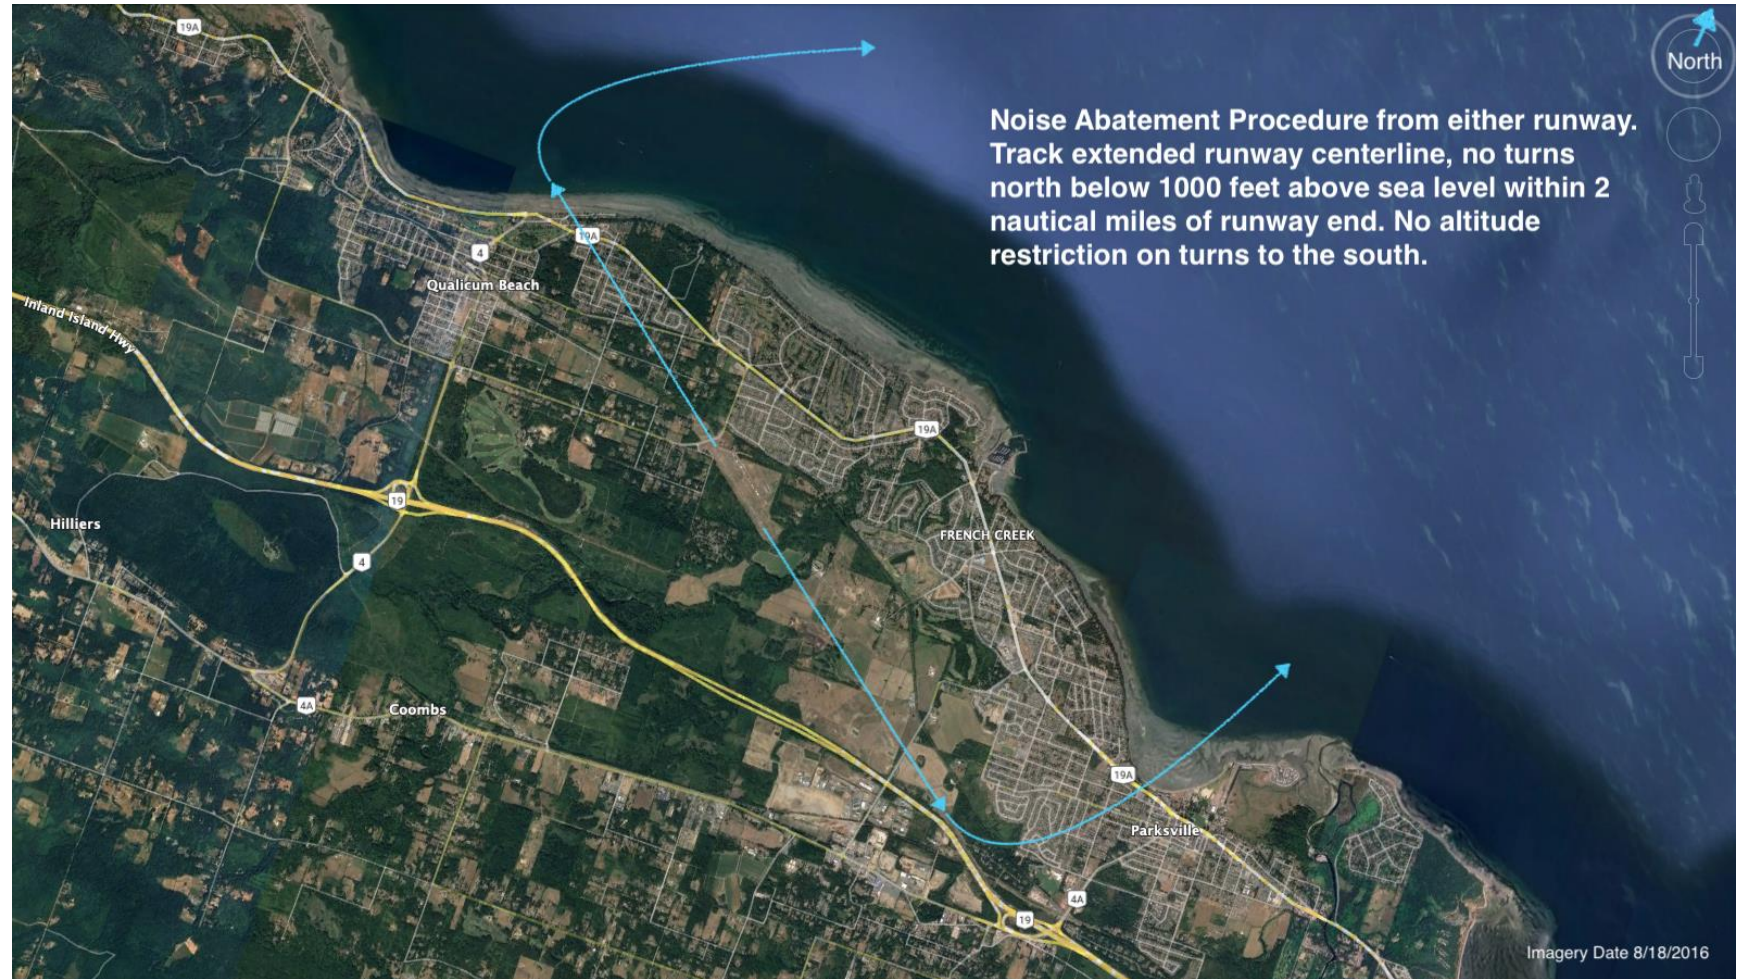 19A
North
Noise Abatement Procedure from either runway.
Track extended runway centerline, no turns
north below 1000 feet above sea level within 2
nautical miles of runway end. No altitude
restriction on turns to the south.
19A
4
Qualicum Beach
Inland Island Hwy
19A
19
Hilliers
FRENCH CREEK
4
4A
Coombs
19A
Parksville
4A
19
Imagery Date 8/18/2016